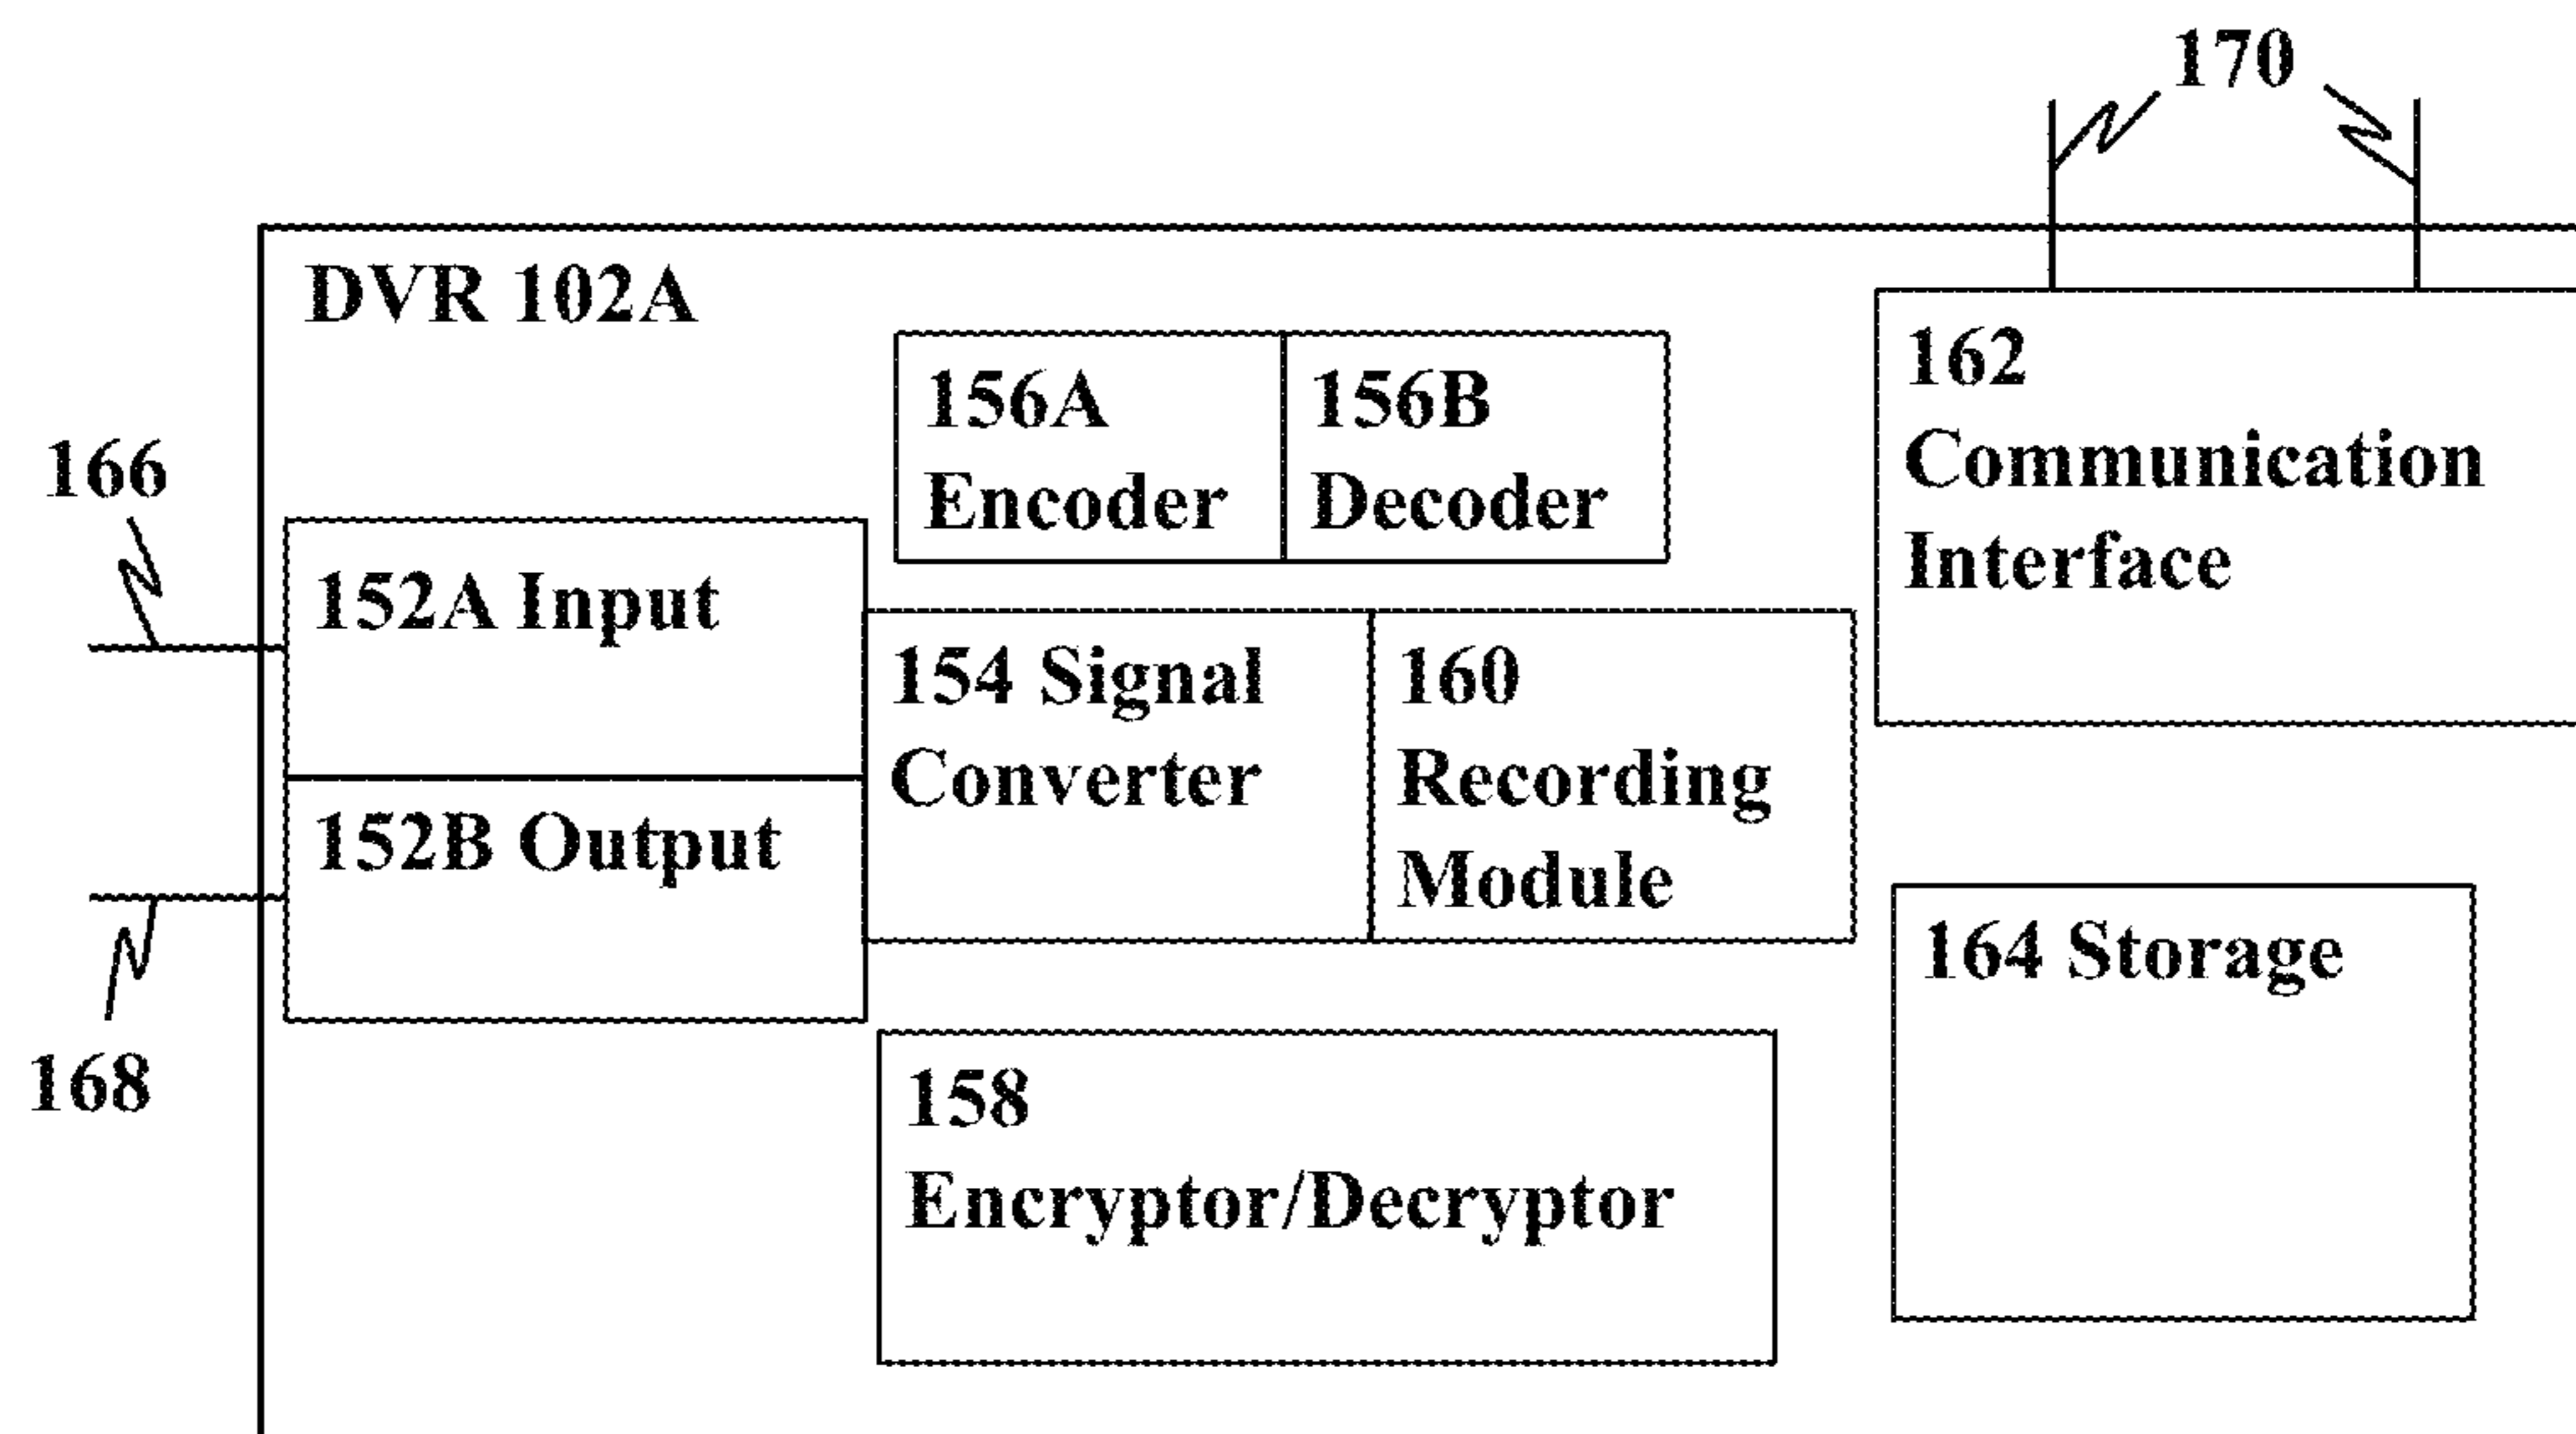 170
DVR 102A
166
156A
Encoder
156B
Decoder
162
Communication
Interface
152A Input
154 Signal
Converter
160
Recording
Module
152B Output
168
158
Encryptor/Decryptor
164 Storage